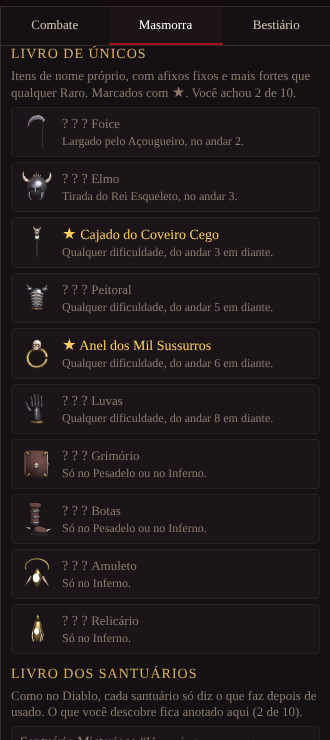 Combate Masmorra Bestiário
LIVRO DE ÚNICOS
Itens de nome próprio, com afixos fixos e mais fortes que
qualquer Raro. Marcados com ★. Você achou 2 de 10.
? ? ? Foice
Largado pelo Açougueiro, no andar 2.
? ? ? Elmo
Tirada do Rei Esqueleto, no andar 3.
★ Cajado do Coveiro Cego
Qualquer dificuldade, do andar 3 em diante.
? ? ? Peitoral
Qualquer dificuldade, do andar 5 em diante.
★ Anel dos Mil Sussurros
Qualquer dificuldade, do andar 6 em diante.
? ? ? Luvas
Qualquer dificuldade, do andar 8 em diante.
? ? ? Grimório
Só no Pesadelo ou no Inferno.
? ? ? Botas
Só no Pesadelo ou no Inferno.
? ? ? Amuleto
Só no Inferno.
? ? ? Relicário
Só no Inferno.
LIVRO DOS SANTUÁRIOS
Como no Diablo, cada santuário só diz o que faz depois de
usado. O que você descobre fica anotado aqui (2 de 10).